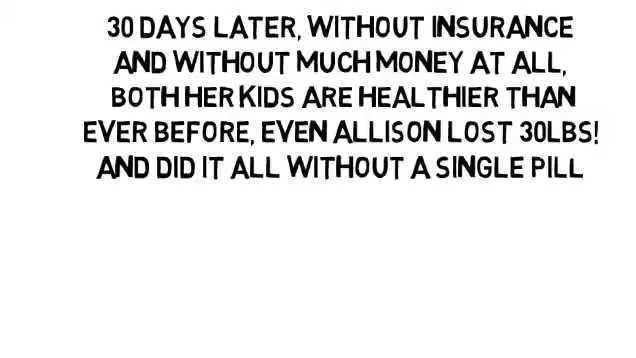 30 DAYS LATER, WITHOUT INSURANCE
AND WITHOUT MUCH MONEY AT ALL,
BOTH HER KIDS ARE HEALTHIER THAN
EVER BEFORE, EVEN ALLISON LOST 30LBS!
AND DID IT ALL WITHOUT A SINGLE PILL